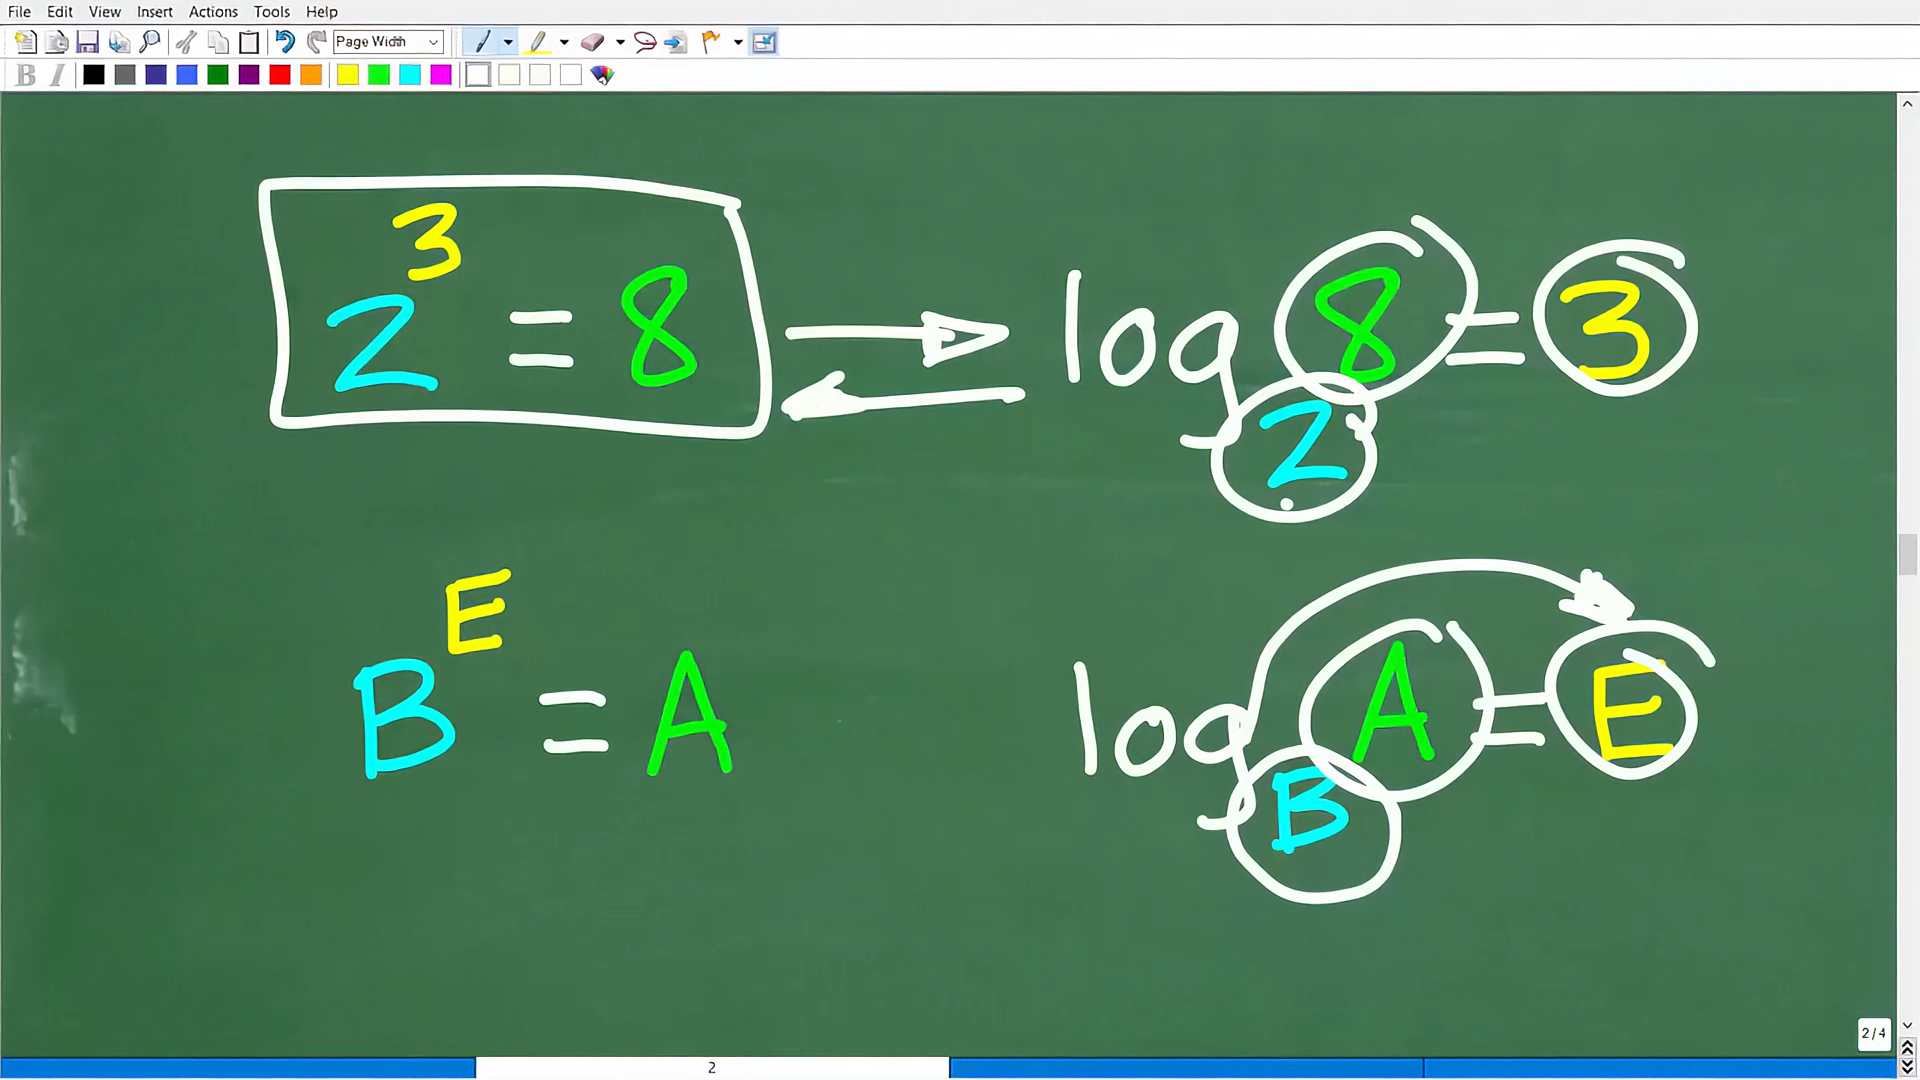 File Edit View Insert Actions Tools Help
Page Width
B I
2³ = 8
log₂ 8 = 3
B^E = A
log_B A = E
2/4
2